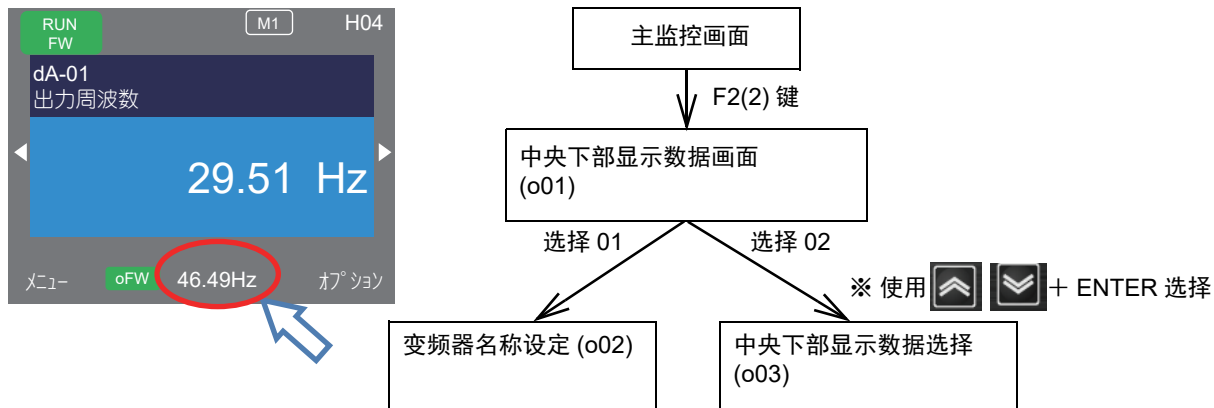 RUN
FW
M1
H04
dA-01
出力周波数
29.51 Hz
メニュー
oFW
46.49Hz
オプション
主监控画面
F2(2) 键
中央下部显示数据画面
(o01)
选择 01
选择 02
※ 使用 + ENTER 选择
变频器名称设定 (o02)
中央下部显示数据选择
(o03)